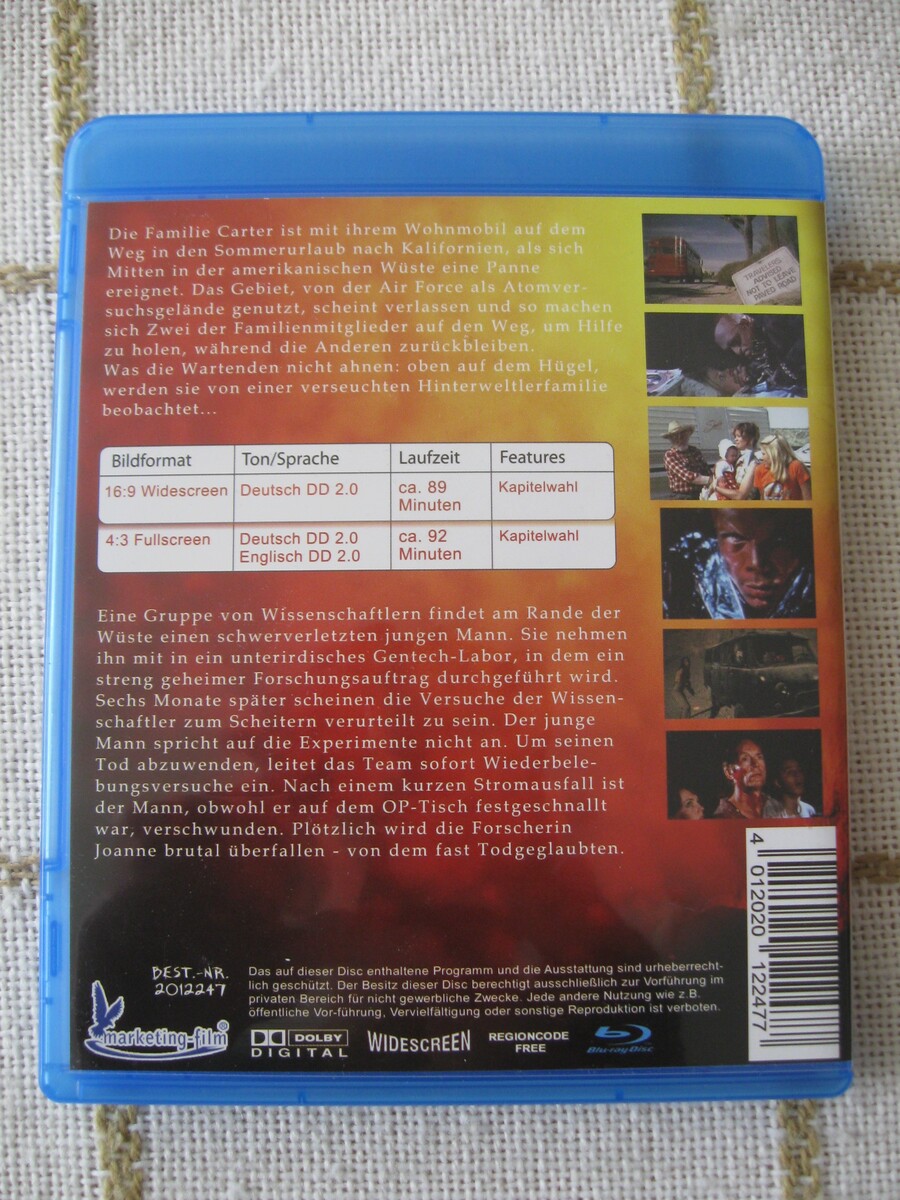 Die Familie Carter ist mit ihrem Wohnmobil auf dem
Weg in den Sommerurlaub nach Kalifornien, als sich
Mitten in der amerikanischen Wüste eine Panne
ereignet. Das Gebiet, von der Air Force als Atomver-
suchsgelände genutzt, scheint verlassen und so machen
sich Zwei der Familienmitglieder auf den Weg, um Hilfe
zu holen, während die Anderen zurückbleiben.
Was die Wartenden nicht ahnen: oben auf dem Hügel,
werden sie von einer verseuchten Hinterweltlerfamilie
beobachtet...
TRAVELERS
ADVISED
NOT TO LEAVE
PAVED ROAD
Bildformat Ton/Sprache Laufzeit Features
16:9 Widescreen Deutsch DD 2.0 ca. 89 Kapitelwahl
Minuten
4:3 Fullscreen Deutsch DD 2.0 ca. 92 Kapitelwahl
Englisch DD 2.0 Minuten
Eine Gruppe von Wissenschaftlern findet am Rande der
Wüste einen schwerverletzten jungen Mann. Sie nehmen
ihn mit in ein unterirdisches Gentech-Labor, in dem ein
streng geheimer Forschungsauftrag durchgeführt wird.
Sechs Monate später scheinen die Versuche der Wissen-
schaftler zum Scheitern verurteilt zu sein. Der junge
Mann spricht auf die Experimente nicht an. Um seinen
Tod abzuwenden, leitet das Team sofort Wiederbele-
bungsversuche ein. Nach einem kurzen Stromausfall ist
der Mann, obwohl er auf dem OP-Tisch festgeschnallt
war, verschwunden. Plötzlich wird die Forscherin
Joanne brutal überfallen - von dem fast Todgeglaubten.
4 012020 122477
BEST.-NR.
2012247
marketing-film®
Das auf dieser Disc enthaltene Programm und die Ausstattung sind urheberrecht-
lich geschützt. Der Besitz dieser Disc berechtigt ausschließlich zur Vorführung im
privaten Bereich für nicht gewerbliche Zwecke. Jede andere Nutzung wie z.B.
öffentliche Vor-führung, Vervielfältigung oder sonstige Reproduktion ist verboten.
DOLBY
DIGITAL
WIDESCREEN
REGIONCODE
FREE
Blu-ray Disc